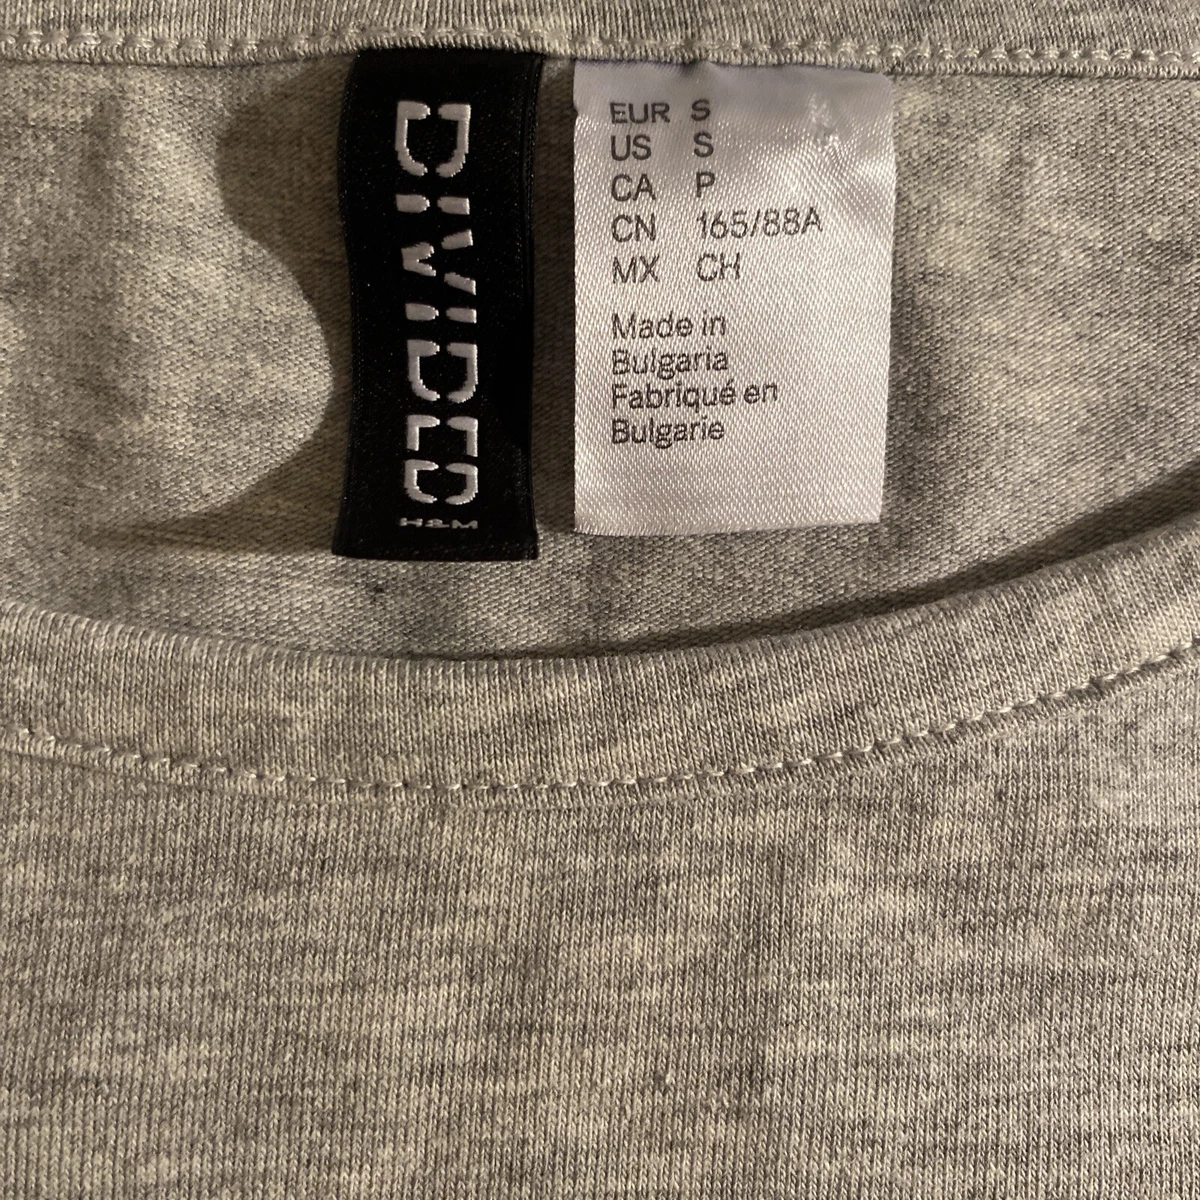 DIVIDED
H&M
EUR S
US S
CA P
CN 165/88A
MX CH
Made in
Bulgaria
Fabriqué en
Bulgarie